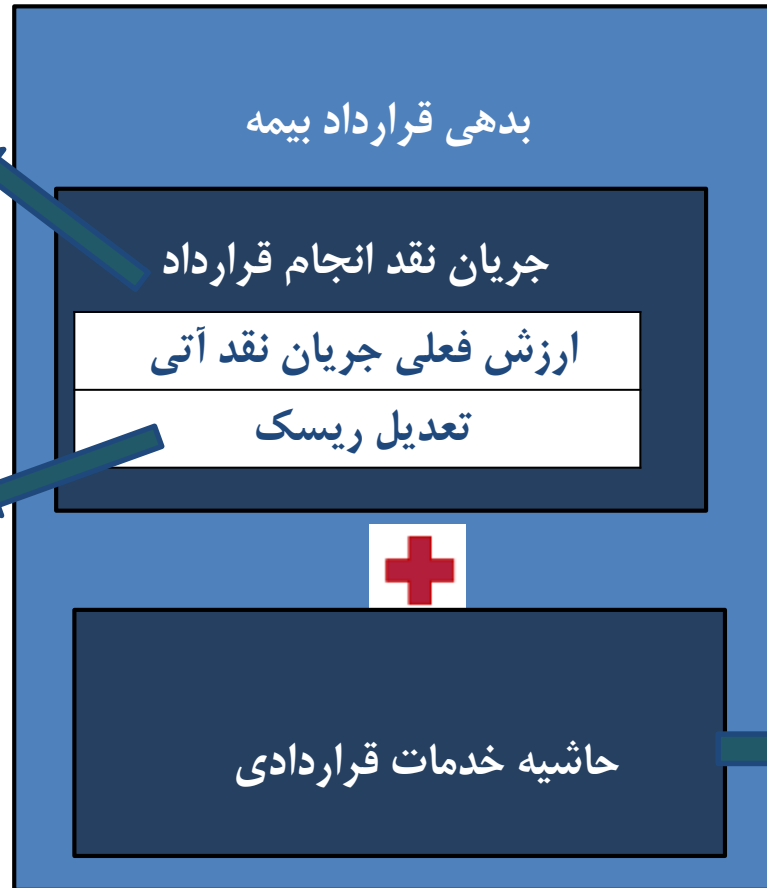 بدهی قرارداد بیمه
جریان نقد انجام قرارداد
ارزش فعلی جریان نقد آتی
تعدیل ریسک
حاشیه خدمات قراردادی